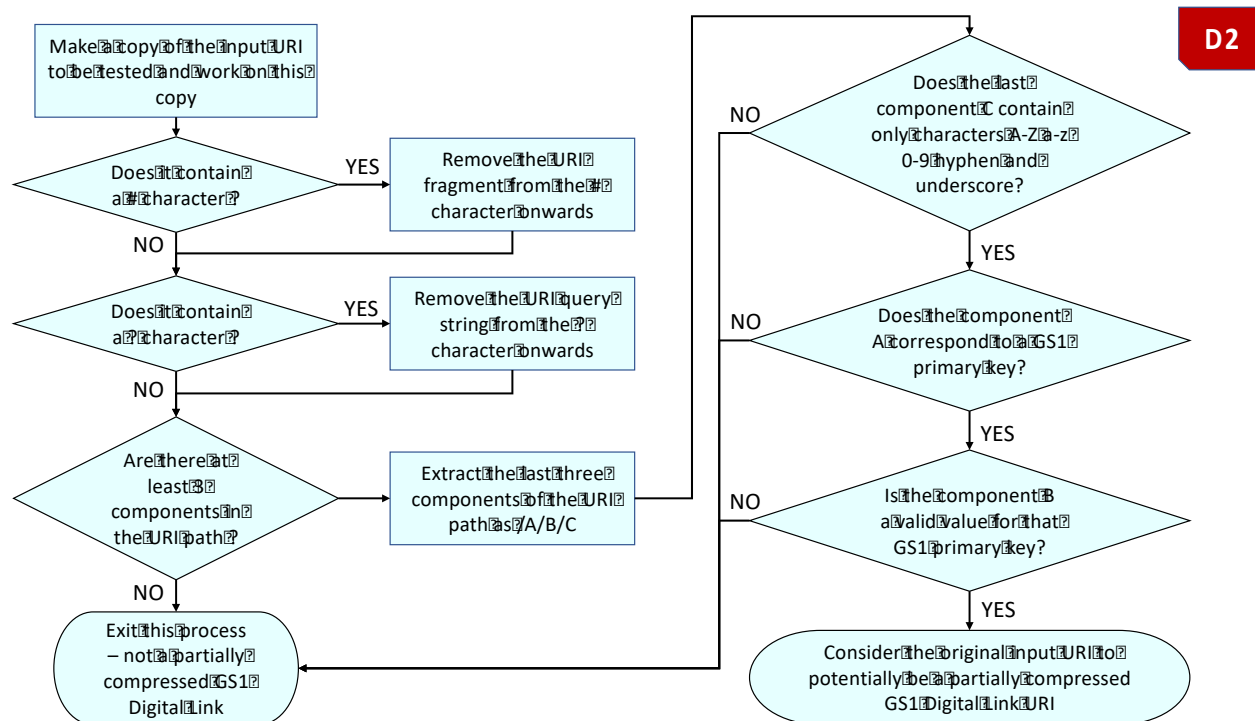 D2
Make a copy of the input URI
to be tested and work on this
copy
Does it contain
a # character ?
YES
Remove the URI
fragment from the #
character onwards
NO
Does it contain
a ? character ?
YES
Remove the URI query
string from the ?
character onwards
NO
Are there at
least 3
components in
the URI path ?
Extract the last three
components of the URI
path as /A/B/C
NO
Exit this process
– not a partially
compressed GS1
Digital Link
Does the last
component C contain
only characters A-Z a-z
0-9 hyphen and
underscore?
NO
YES
Does the component
A correspond to a GS1
primary key?
NO
YES
Is the component B
a valid value for that
GS1 primary key?
NO
YES
Consider the original input URI to
potentially be a partially compressed
GS1 Digital Link URI